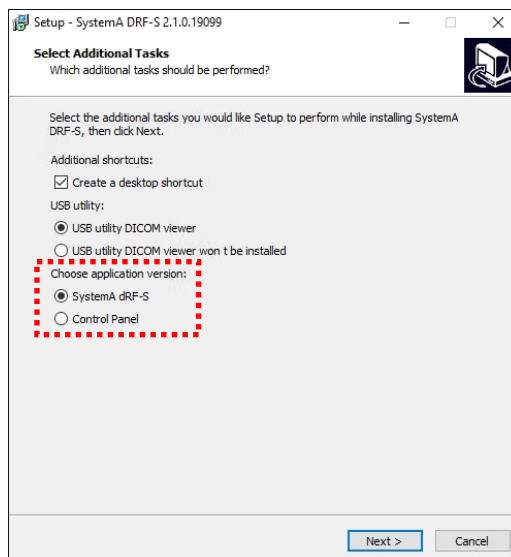 Setup - SystemA DRF-S 2.1.0.19099
Select Additional Tasks
Which additional tasks should be performed?
Select the additional tasks you would like Setup to perform while installing SystemA
DRF-S, then click Next.
Additional shortcuts:
Create a desktop shortcut
USB utility:
USB utility DICOM viewer
USB utility DICOM viewer won t be installed
Choose application version:
SystemA dRF-S
Control Panel
Next >
Cancel